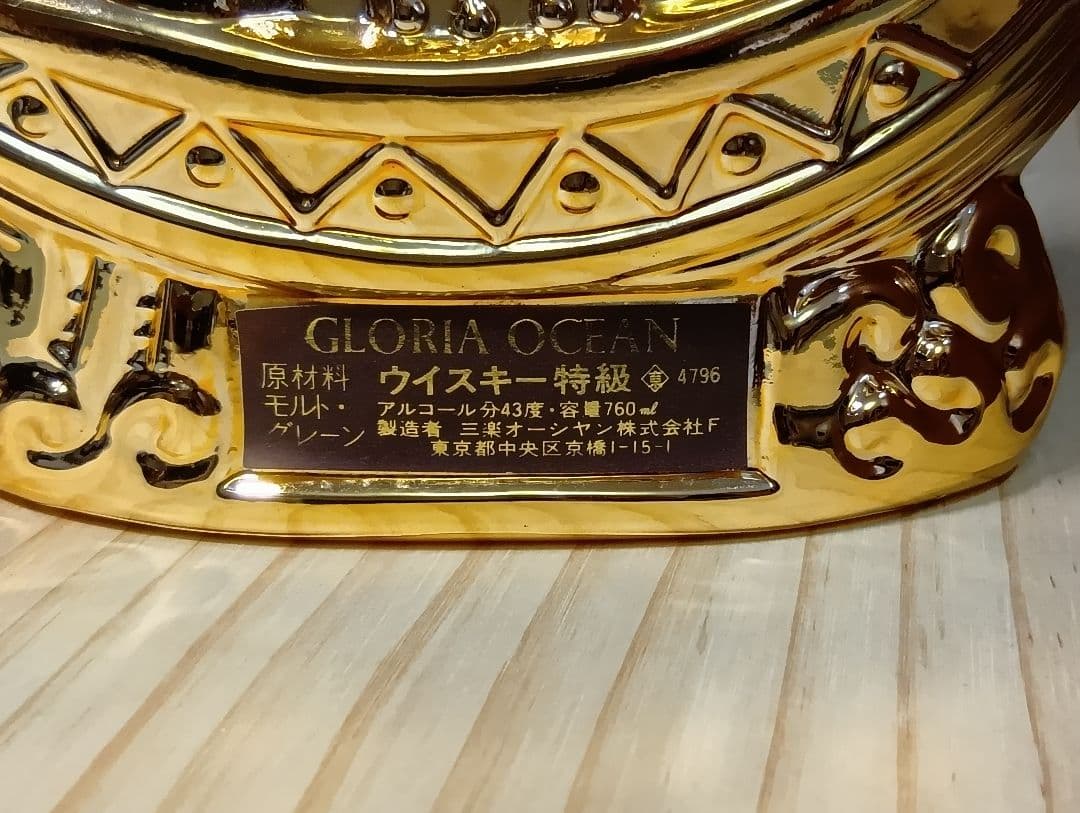 GLORIA OCEAN
原材料 ウイスキー特級 4796
モルト・ アルコール分43度・容量760㎖
グレーン 製造者 三楽オーシヤン株式会社F
東京都中央区京橋1-15-1